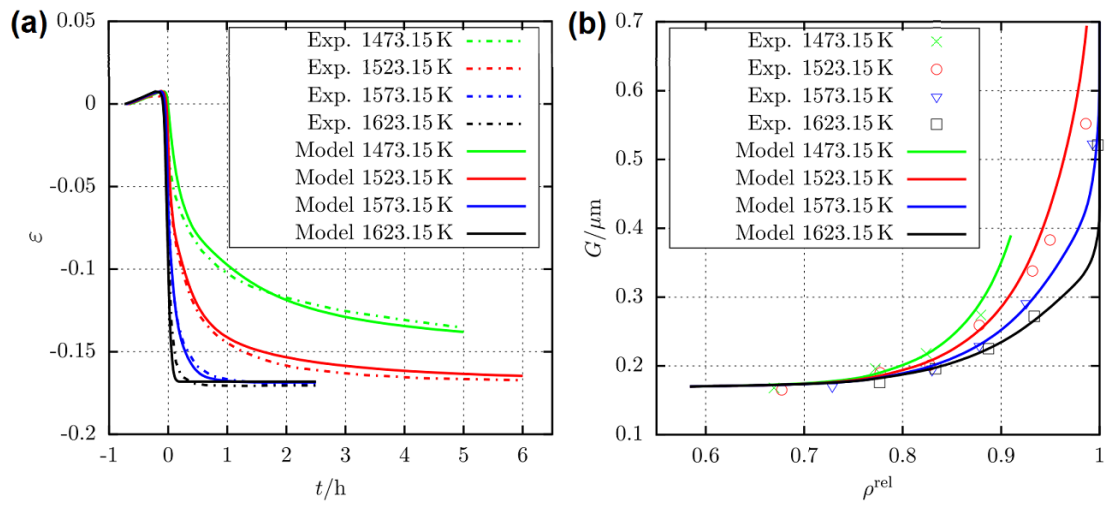 (a)
0.05
0
-0.05
-0.1
-0.15
-0.2
ε
Exp. 1473.15 K
Exp. 1523.15 K
Exp. 1573.15 K
Exp. 1623.15 K
Model 1473.15 K
Model 1523.15 K
Model 1573.15 K
Model 1623.15 K
-1 0 1 2 3 4 5 6
t/h
(b)
0.7
0.6
0.5
0.4
0.3
0.2
0.1
G/μm
Exp. 1473.15 K
Exp. 1523.15 K
Exp. 1573.15 K
Exp. 1623.15 K
Model 1473.15 K
Model 1523.15 K
Model 1573.15 K
Model 1623.15 K
0.6 0.7 0.8 0.9 1
ρ^rel